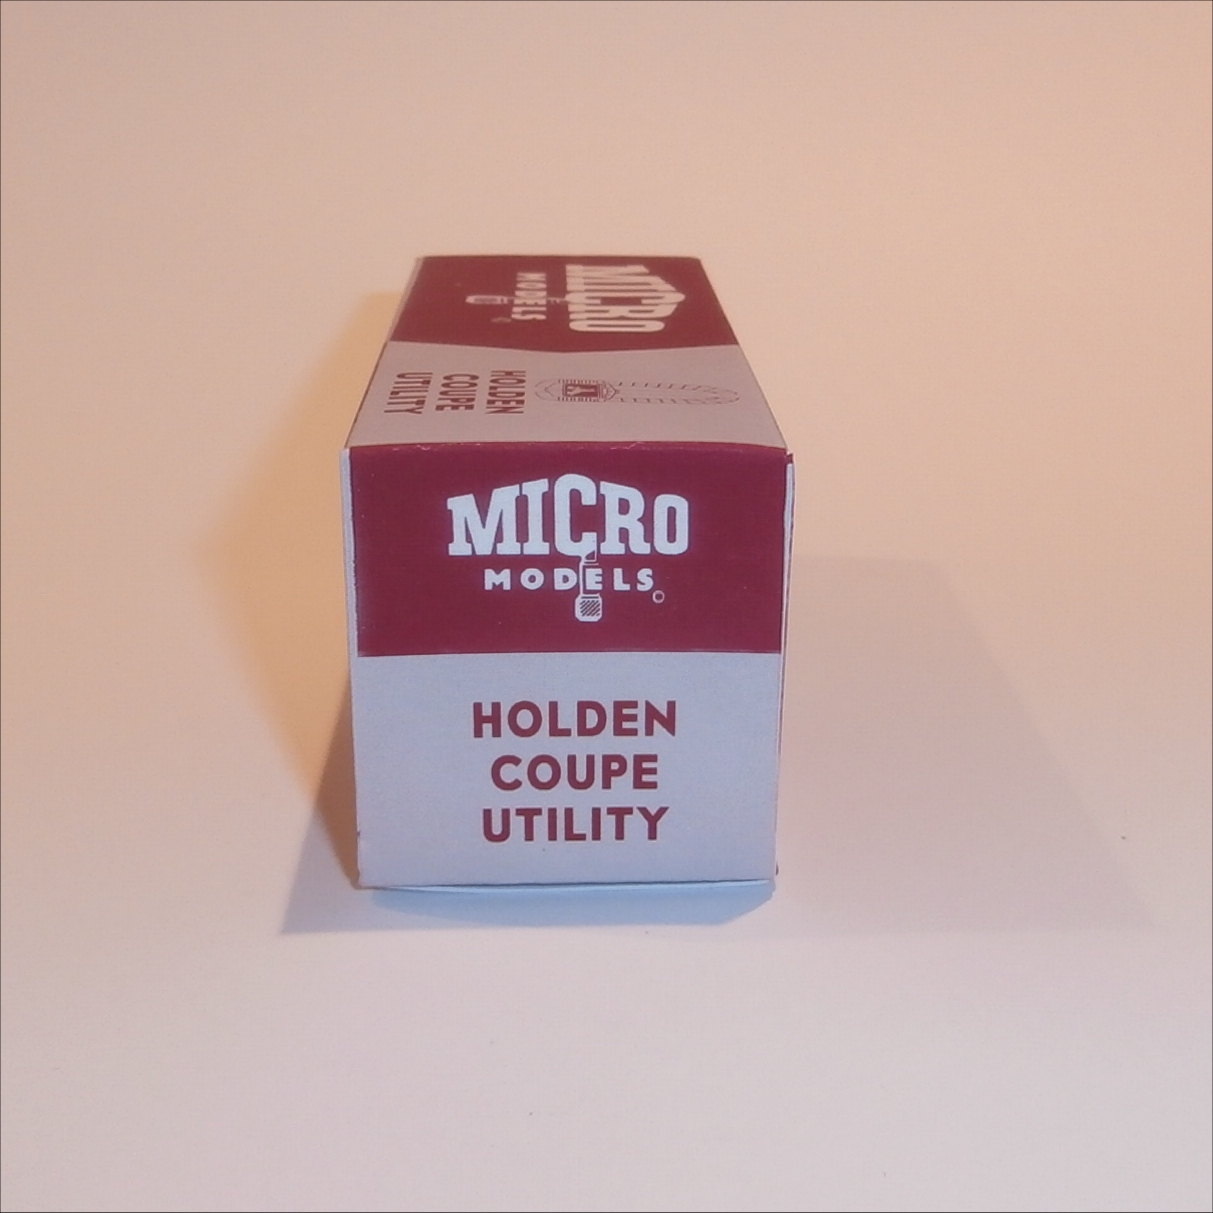 MICRO
MODELS
HOLDEN
COUPE
UTILITY
MICRO
MODELS©
HOLDEN
COUPE
UTILITY